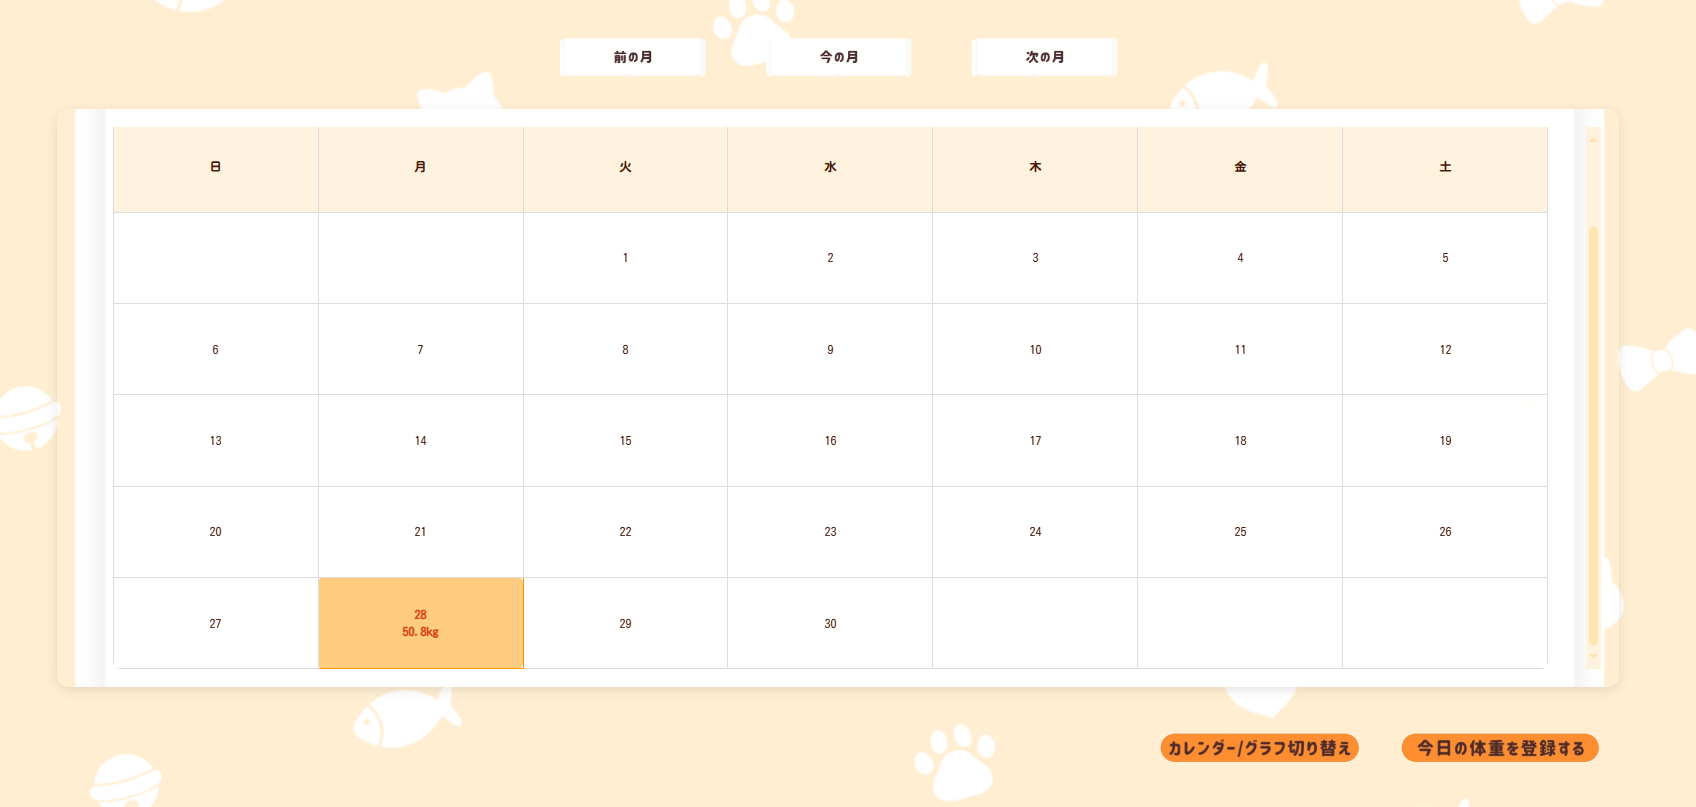 前の月 今の月 次の月
日 月 火 水 木 金 土
1 2 3 4 5
6 7 8 9 10 11 12
13 14 15 16 17 18 19
20 21 22 23 24 25 26
27 28 29 30
50.8kg
カレンダー/グラフ切り替え 今日の体重を登録する